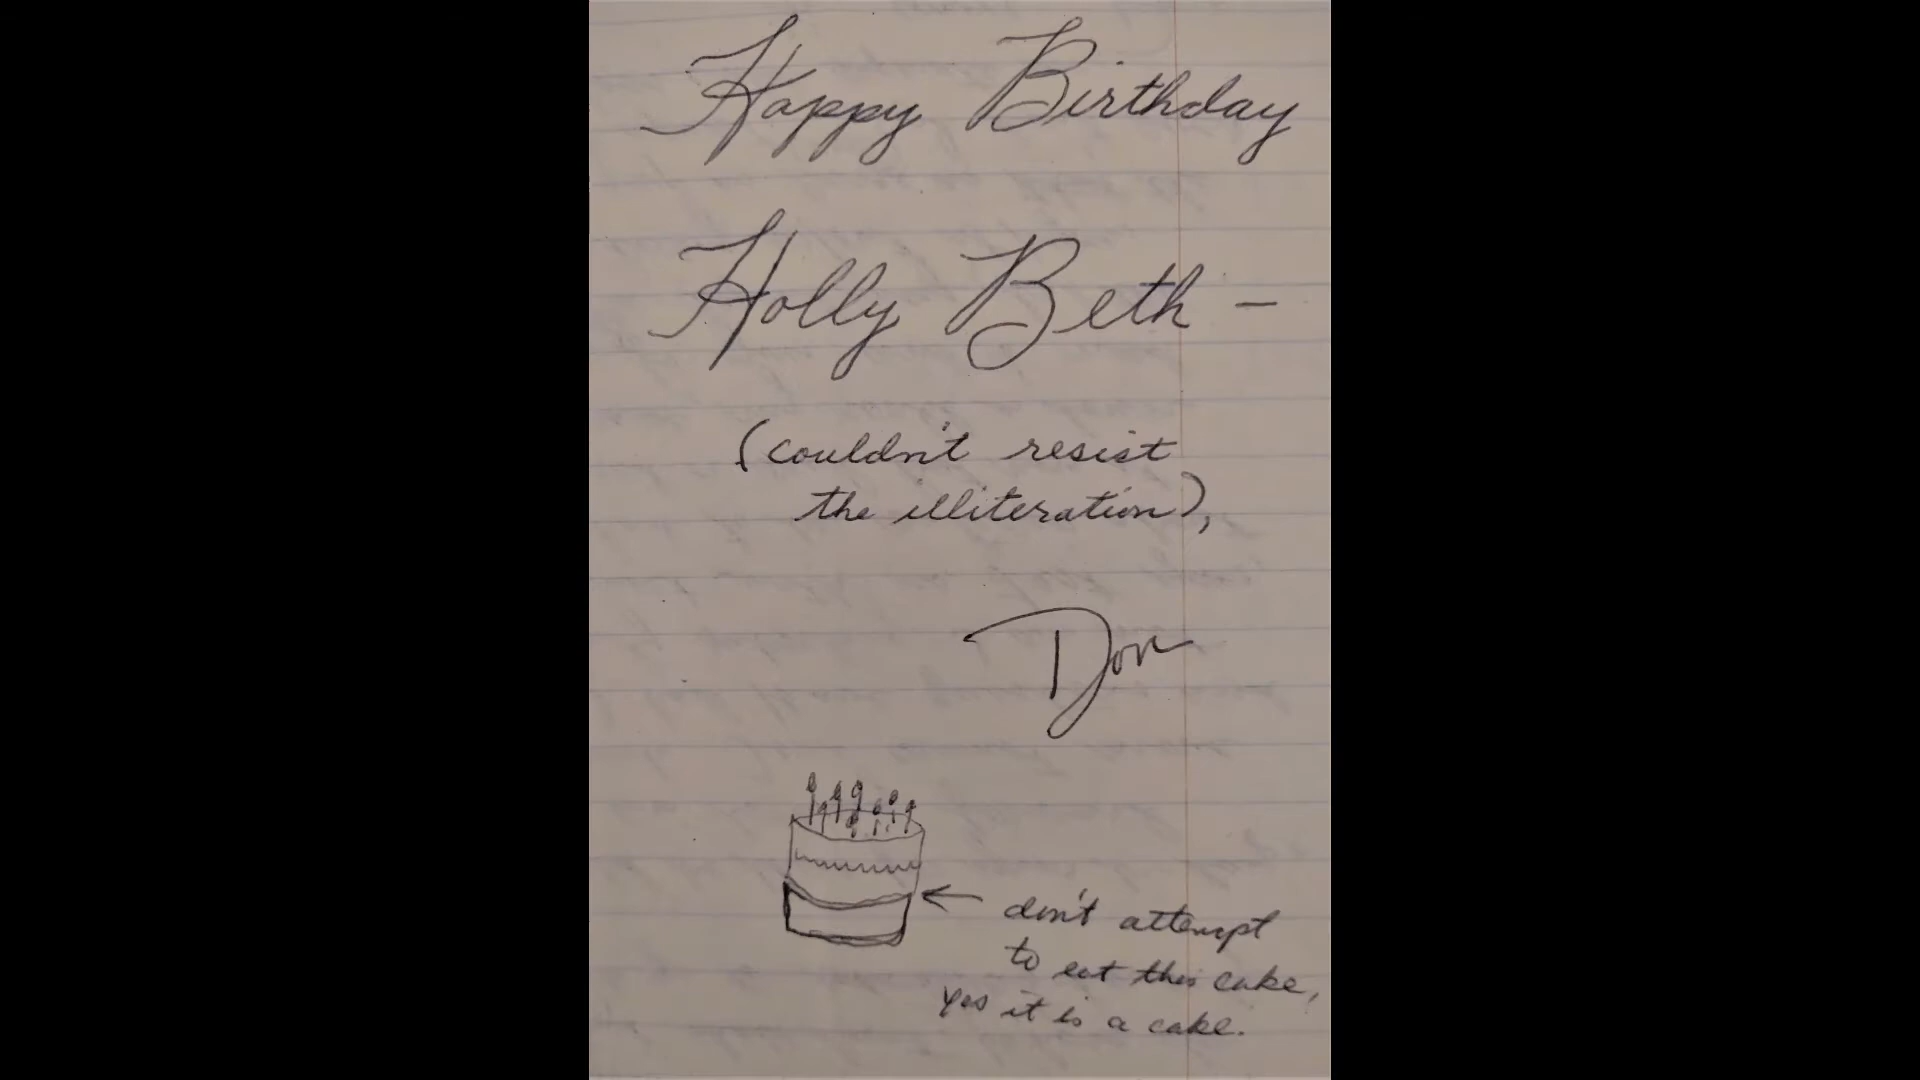 Happy Birthday
Holly Beth –
(couldn't resist
the illiteration),
Don
← don't attempt
to eat this cake,
yes it is a cake.